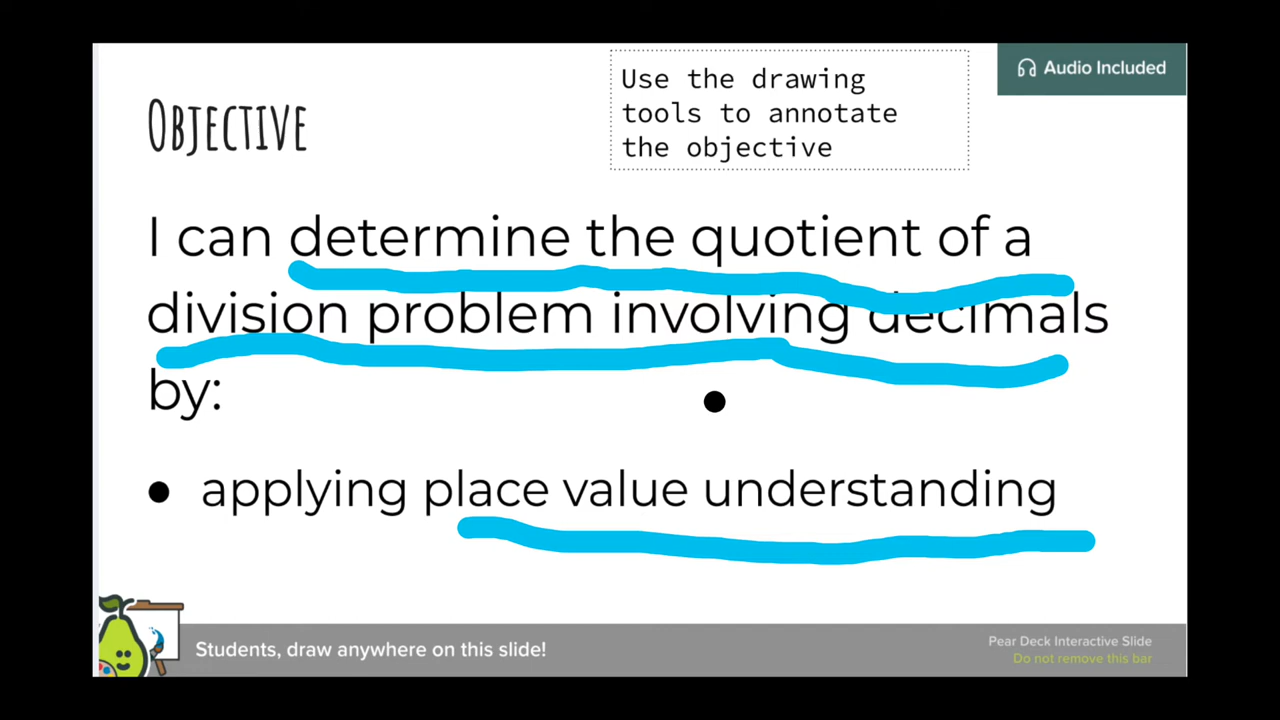 Use the drawing
tools to annotate
the objective
Audio Included
OBJECTIVE
I can determine the quotient of a
division problem involving decimals
by:
• applying place value understanding
Students, draw anywhere on this slide!
Pear Deck Interactive Slide
Do not remove this bar